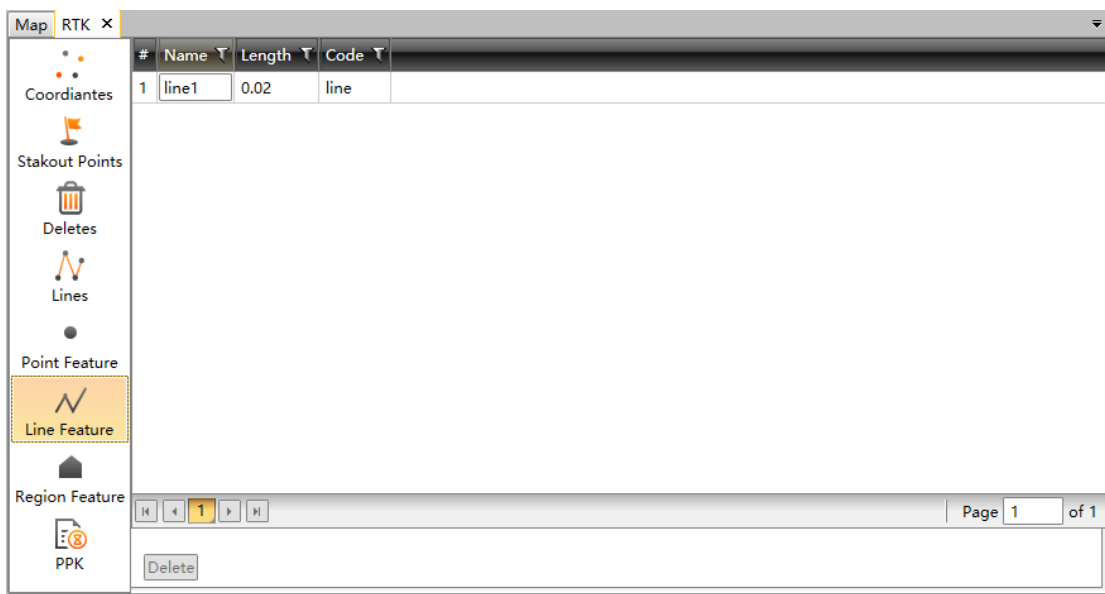 Map RTK
# Name Length Code
1 line1 0.02 line
Coordiantes
Stakout Points
Deletes
Lines
Point Feature
Line Feature
Region Feature
PPK
1
Page 1 of 1
Delete